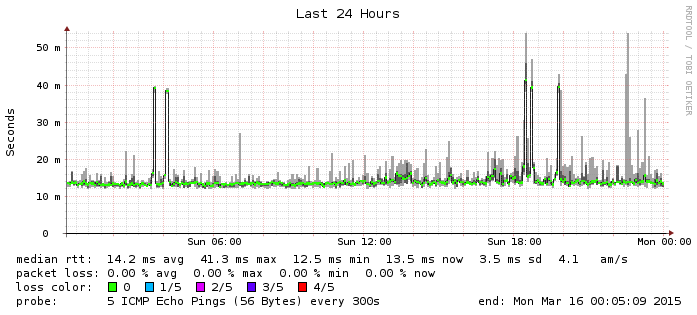 Last 24 Hours
RRDTOOL / TOBI OETIKER
Seconds
50 m
40 m
30 m
20 m
10 m
0
Sun 06:00 Sun 12:00 Sun 18:00 Mon 00:00
median rtt: 14.2 ms avg 41.3 ms max 12.5 ms min 13.5 ms now 3.5 ms sd 4.1 am/s
packet loss: 0.00 % avg 0.00 % max 0.00 % min 0.00 % now
loss color: 0 1/5 2/5 3/5 4/5
probe: 5 ICMP Echo Pings (56 Bytes) every 300s end: Mon Mar 16 00:05:09 2015